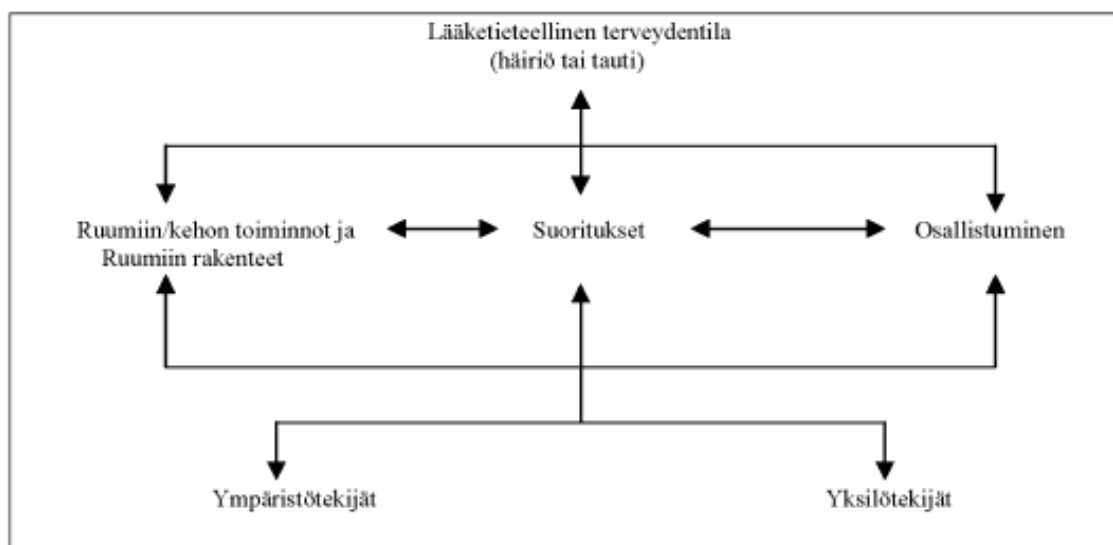 Lääketieteellinen terveydentila
(häiriö tai tauti)
Ruumiin/kehon toiminnot ja
Ruumiin rakenteet
Suoritukset
Osallistuminen
Ympäristötekijät
Yksilötekijät